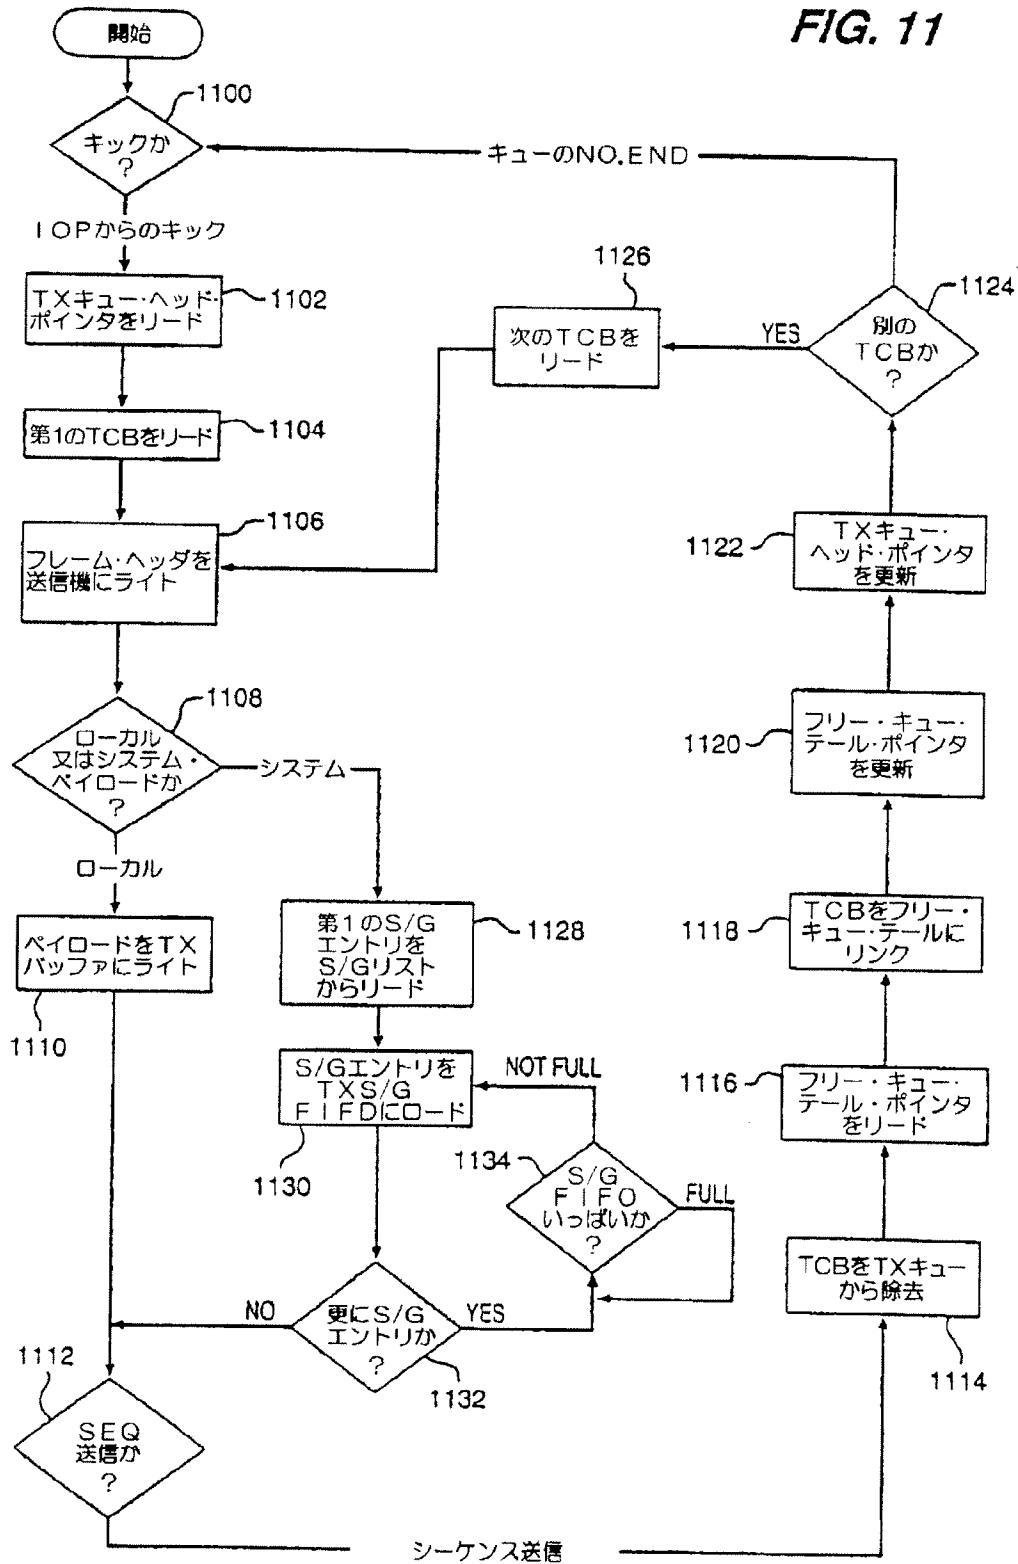 FIG. 11
開始
1100
キックか
?
キューのNO.END
IOPからのキック
1102
TXキュー・ヘッド・
ポインタをリード
1126
次のTCBを
リード
YES
1124
別の
TCBか
?
1104
第1のTCBをリード
1106
フレーム・ヘッダを
送信機にライト
1122
TXキュー・
ヘッド・ポインタ
を更新
1108
ローカル
又はシステム・
ペイロードか
?
システム
ローカル
1120
フリー・キュー・
テール・ポインタ
を更新
ペイロードをTX
バッファにライト
1110
第1のS/G
エントリを
S/Gリスト
からリード
1128
1118
TCBをフリー・
キュー・テールに
リンク
S/Gエントリを
TXS/G
FIFDにロード
1130
NOT FULL
1116
フリー・キュー・
テール・ポインタ
をリード
1134
S/G
FIFO
いっぱいか
?
FULL
TCBをTXキュー
から除去
1114
NO
更にS/G
エントリか
?
YES
1132
1112
SEQ
送信か
?
シーケンス送信